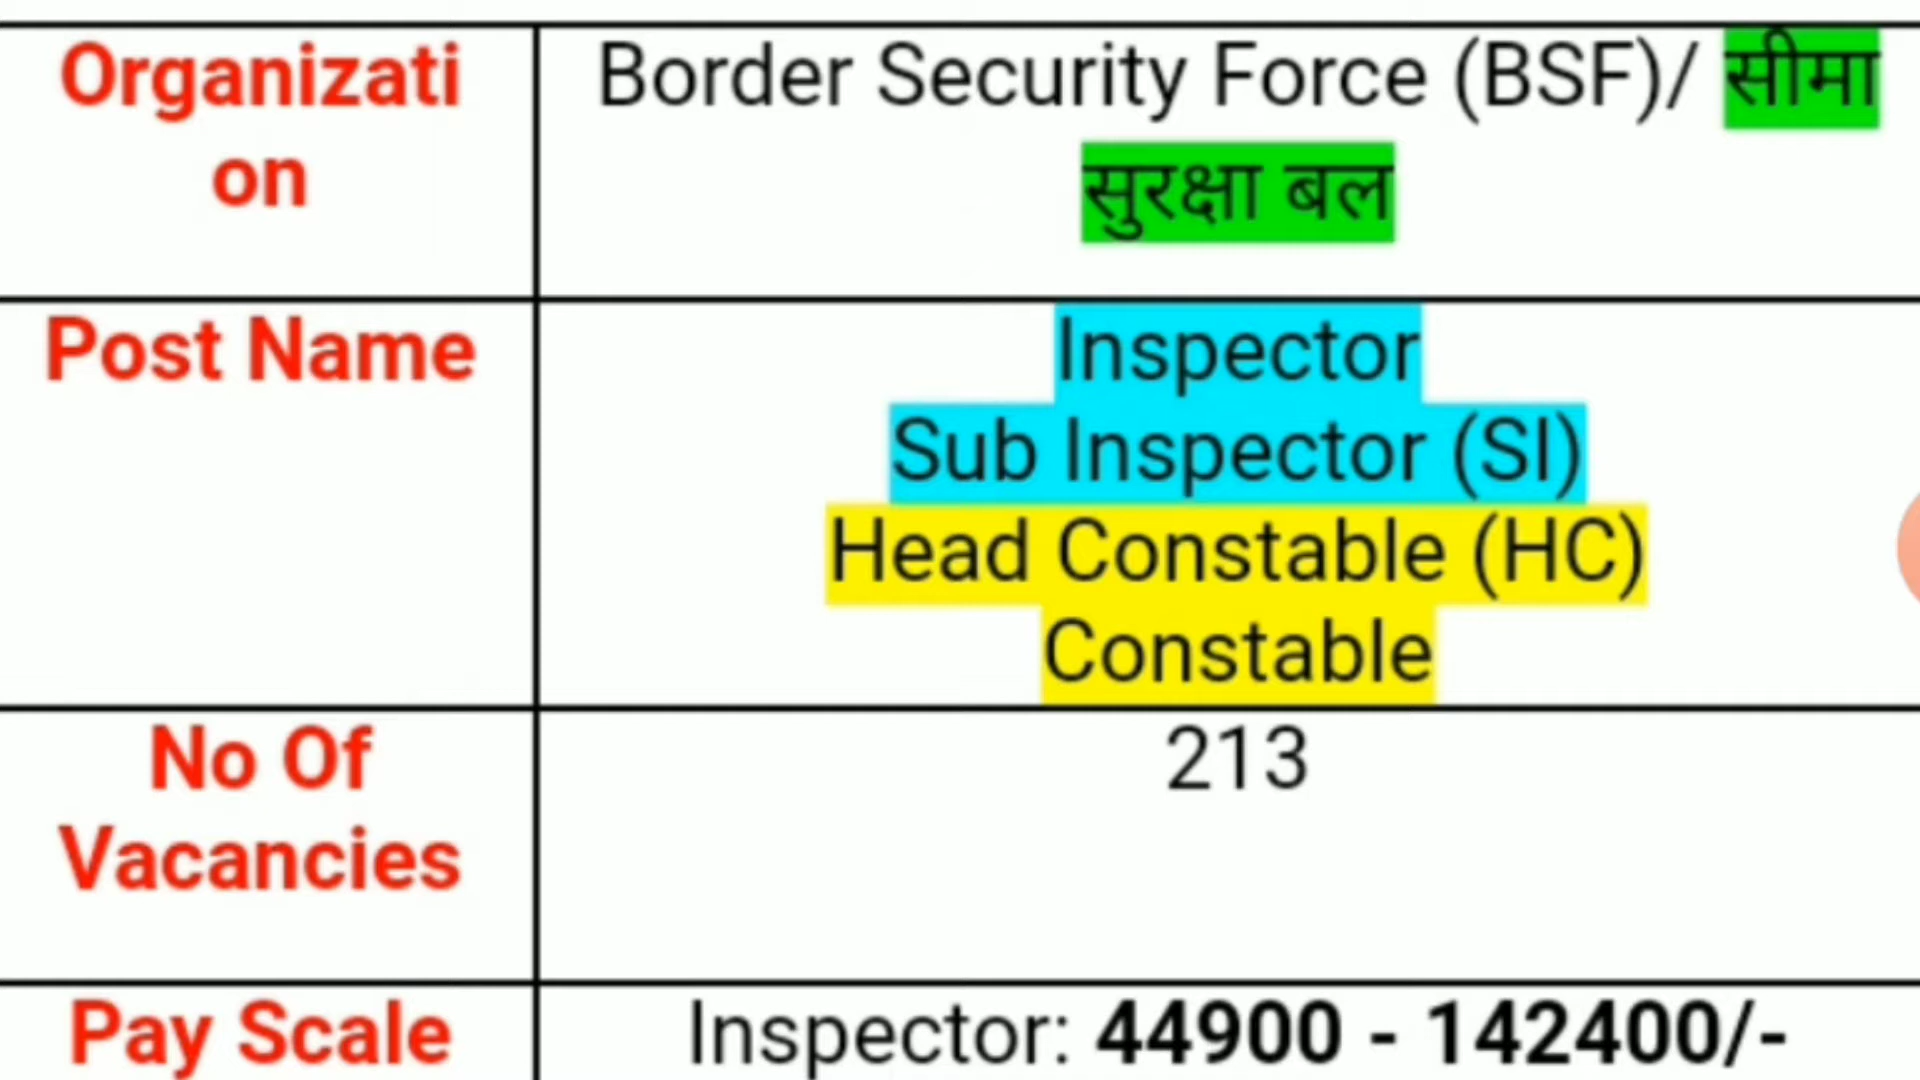 Organizati
on
Border Security Force (BSF)/ सीमा
सुरक्षा बल
Post Name
Inspector
Sub Inspector (SI)
Head Constable (HC)
Constable
No Of
Vacancies
213
Pay Scale
Inspector: 44900 - 142400/-